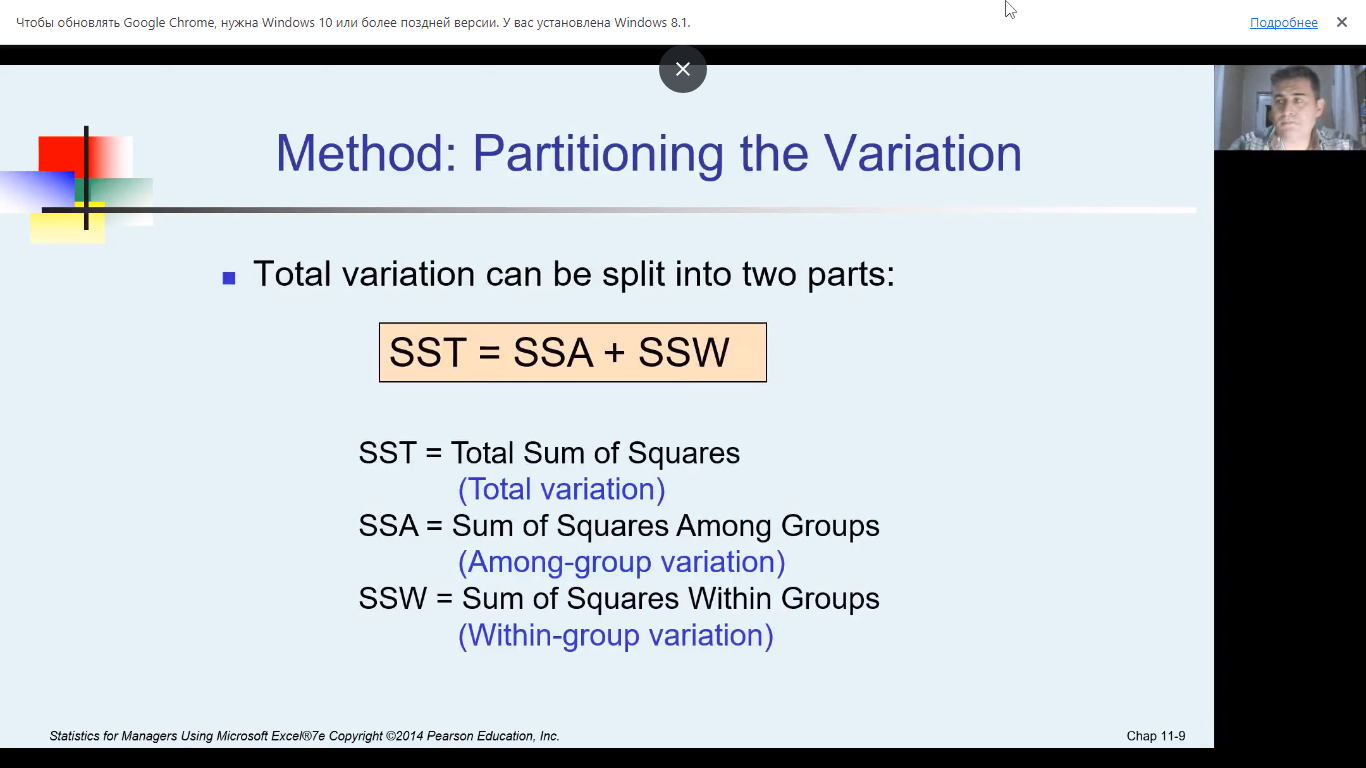 Чтобы обновлять Google Chrome, нужна Windows 10 или более поздней версии. У вас установлена Windows 8.1.
Подробнее
Method: Partitioning the Variation
Total variation can be split into two parts:
SST = SSA + SSW
SST = Total Sum of Squares
(Total variation)
SSA = Sum of Squares Among Groups
(Among-group variation)
SSW = Sum of Squares Within Groups
(Within-group variation)
Statistics for Managers Using Microsoft Excel®7e Copyright ©2014 Pearson Education, Inc.
Chap 11-9